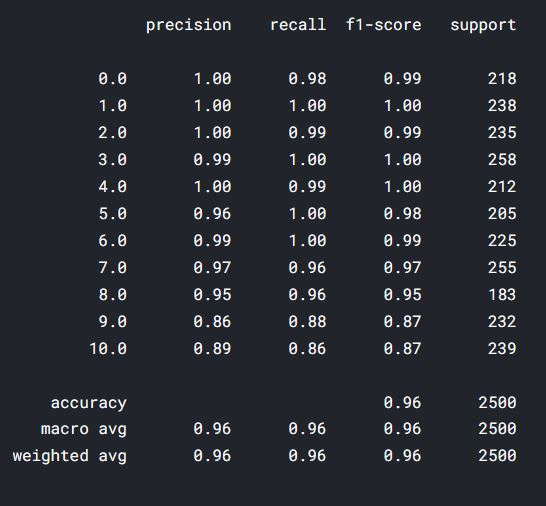 precision recall f1-score support
0.0 1.00 0.98 0.99 218
1.0 1.00 1.00 1.00 238
2.0 1.00 0.99 0.99 235
3.0 0.99 1.00 1.00 258
4.0 1.00 0.99 1.00 212
5.0 0.96 1.00 0.98 205
6.0 0.99 1.00 0.99 225
7.0 0.97 0.96 0.97 255
8.0 0.95 0.96 0.95 183
9.0 0.86 0.88 0.87 232
10.0 0.89 0.86 0.87 239
accuracy 0.96 2500
macro avg 0.96 0.96 0.96 2500
weighted avg 0.96 0.96 0.96 2500